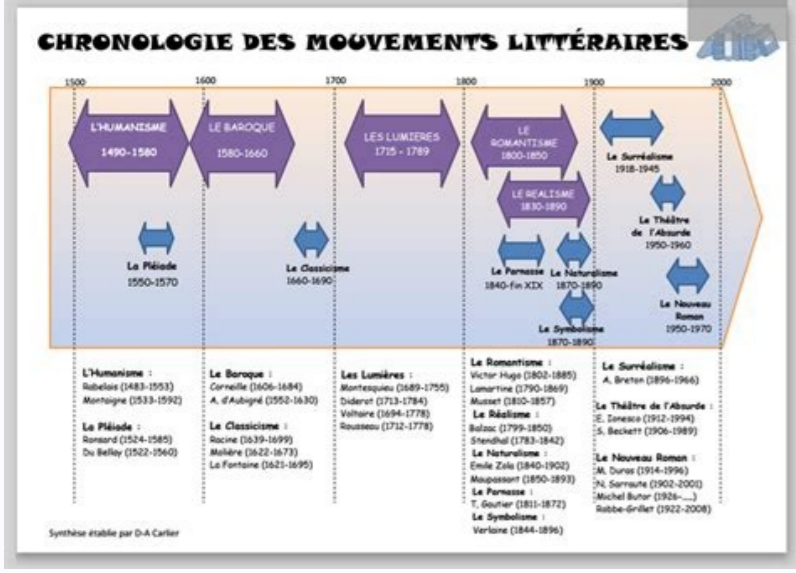 CHRONOLOGIE DES MOUVEMENTS LITTÉRAIRES
1500 1600 1700 1800 1900 2000
L'HUMANISME
1490-1580
LE BAROQUE
1580-1660
LES LUMIERES
1715 - 1789
LE
ROMANTISME
1800-1850
LE REALISME
1830-1890
Le Surréalisme
1918-1945
Le Théâtre
de l'Absurde
1950-1960
La Pléiade
1550-1570
Le Classicisme
1660-1690
Le Parnasse
1840-fin XIX
Le Naturalisme
1870-1890
Le Symbolisme
1870-1890
Le Nouveau
Roman
1950-1970
L'Humanisme :
Rabelais (1483-1553)
Montaigne (1533-1592)
La Pléiade :
Ronsard (1524-1585)
Du Bellay (1522-1560)
Le Baroque :
Corneille (1606-1684)
A. d'Aubigné (1552-1630)
Le Classicisme :
Racine (1639-1699)
Molière (1622-1673)
La Fontaine (1621-1695)
Les Lumières :
Montesquieu (1689-1755)
Diderot (1713-1784)
Voltaire (1694-1778)
Rousseau (1712-1778)
Le Romantisme :
Victor Hugo (1802-1885)
Lamartine (1790-1869)
Musset (1810-1857)
Le Réalisme :
Balzac (1799-1850)
Stendhal (1783-1842)
Le Naturalisme :
Emile Zola (1840-1902)
Maupassant (1850-1893)
Le Parnasse :
T. Gautier (1811-1872)
Le Symbolisme :
Verlaine (1844-1896)
Le Surréalisme :
A. Breton (1896-1966)
Le Théâtre de l'Absurde :
E. Ionesco (1912-1994)
S. Beckett (1906-1989)
Le Nouveau Roman :
M. Duras (1914-1996)
N. Sarraute (1902-2001)
Michel Butor (1926-....)
Robbe-Grillet (1922-2008)
Synthèse établie par D-A Carlier